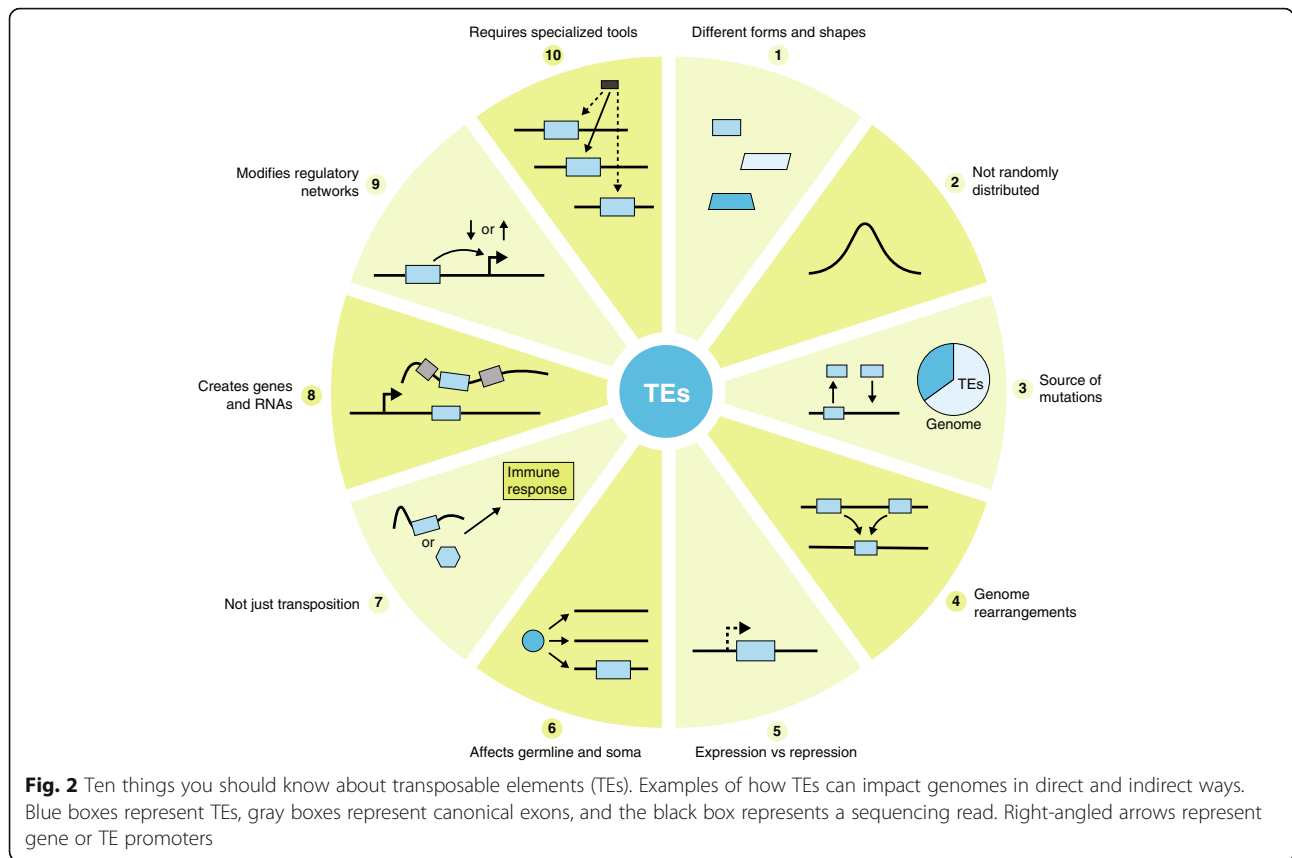 Requires specialized tools
10
Different forms and shapes
1
2
Not randomly
distributed
3
Source of
mutations
TEs
Genome
4
Genome
rearrangements
5
Expression vs repression
6
Affects germline and soma
Not just transposition
7
Immune
response
or
Creates genes
and RNAs
8
Modifies regulatory
networks
9
or
TEs
Fig. 2 Ten things you should know about transposable elements (TEs). Examples of how TEs can impact genomes in direct and indirect ways.
Blue boxes represent TEs, gray boxes represent canonical exons, and the black box represents a sequencing read. Right-angled arrows represent
gene or TE promoters